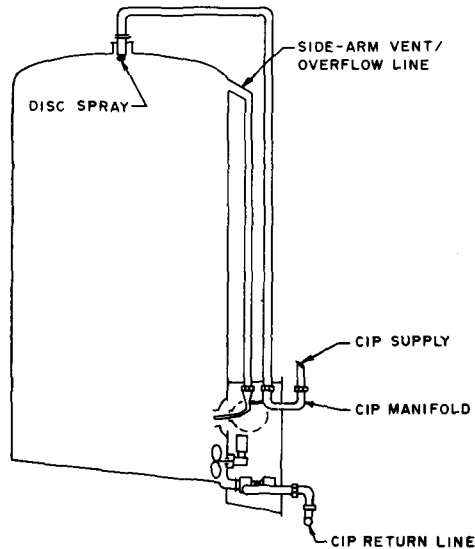 SIDE-ARM VENT/
OVERFLOW LINE
DISC SPRAY
CIP SUPPLY
CIP MANIFOLD
CIP RETURN LINE